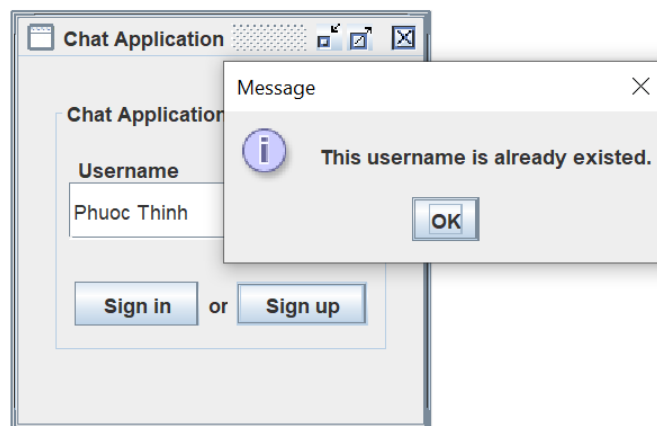 Chat Application
Message
Chat Application
This username is already existed.
Username
Phuoc Thinh
OK
Sign in or Sign up